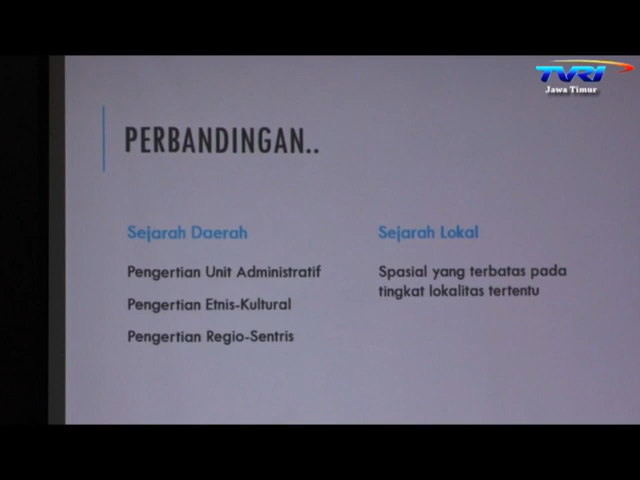 TVRI
Jawa Timur
PERBANDINGAN..
Sejarah Daerah
Pengertian Unit Administratif
Pengertian Etnis-Kultural
Pengertian Regio-Sentris
Sejarah Lokal
Spasial yang terbatas pada
tingkat lokalitas tertentu